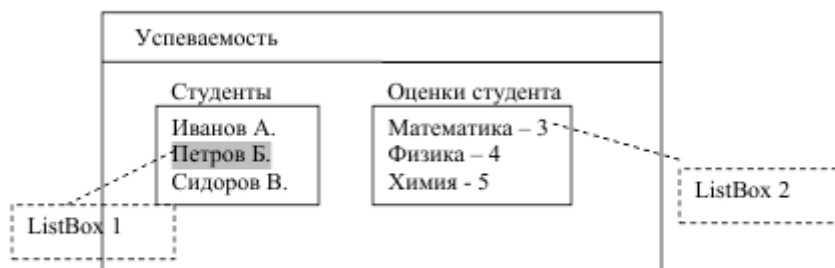 Успеваемость
Студенты
Иванов А.
Петров Б.
Сидоров В.
Оценки студента
Математика – 3
Физика – 4
Химия - 5
ListBox 1
ListBox 2